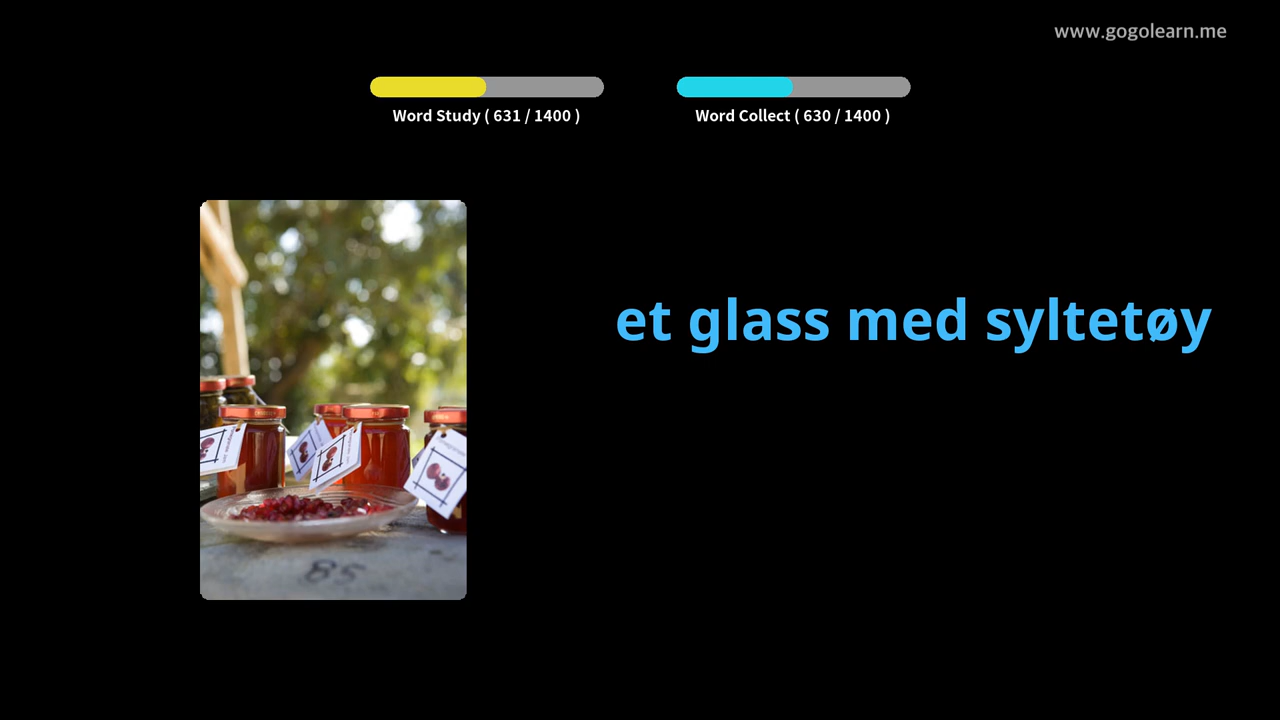 www.gogolearn.me
Word Study ( 631 / 1400 )
Word Collect ( 630 / 1400 )
et glass med syltetøy
85